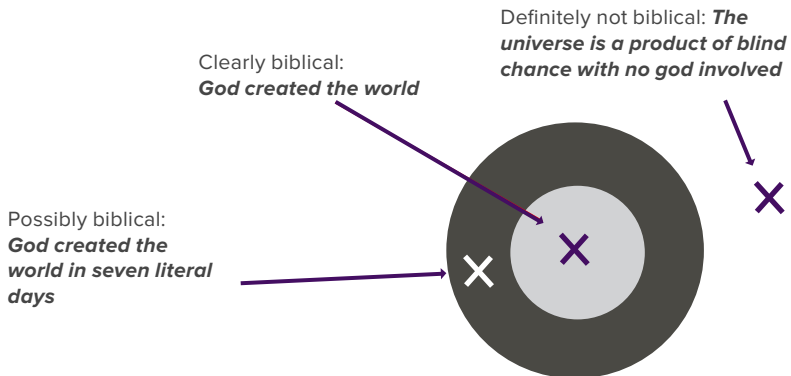 Definitely not biblical: The
universe is a product of blind
chance with no god involved
Clearly biblical:
God created the world
Possibly biblical:
God created the
world in seven literal
days